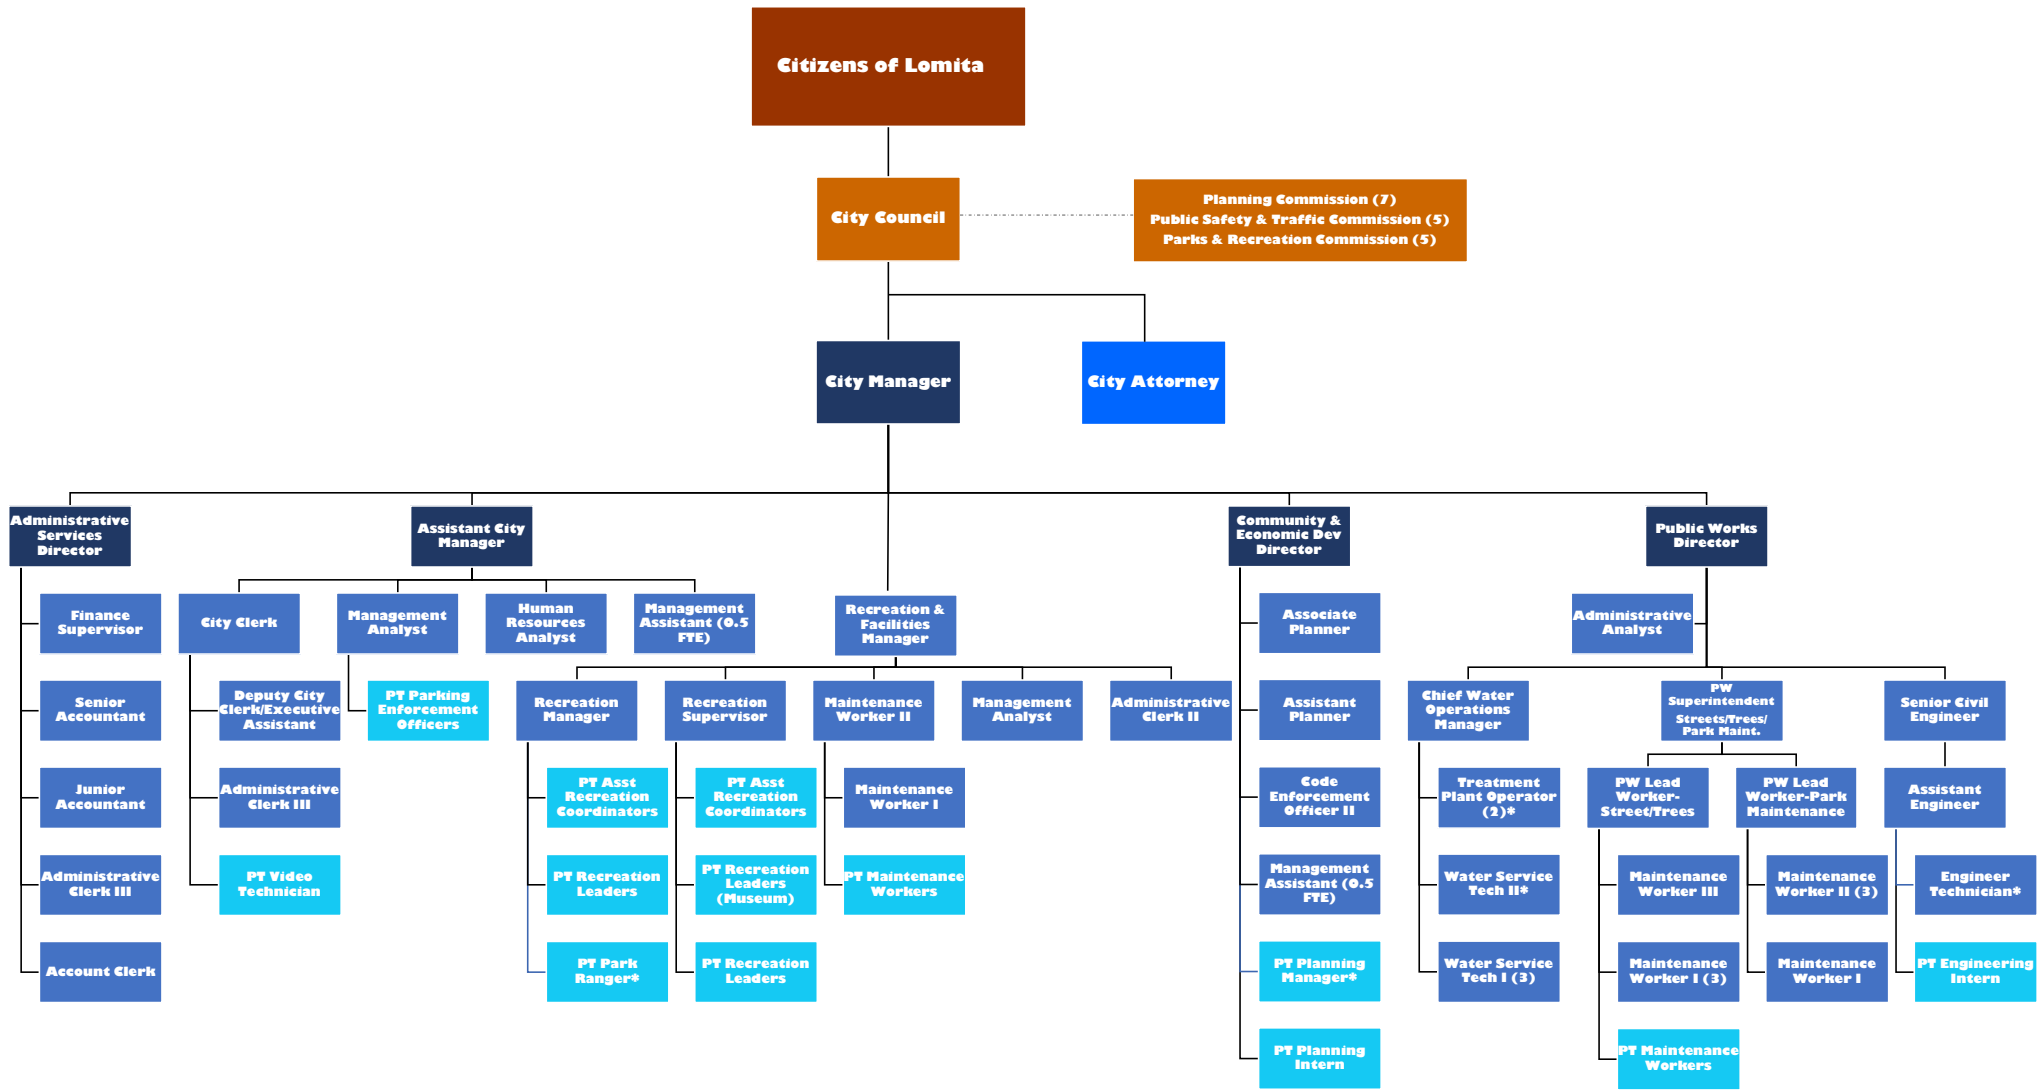 Citizens of Lomita
City Council
Planning Commission (7)
Public Safety & Traffic Commission (5)
Parks & Recreation Commission (5)
City Manager
City Attorney
Administrative
Services
Director
Assistant City
Manager
Community &
Economic Dev
Director
Public Works
Director
Finance
Supervisor
City Clerk
Management
Analyst
Human
Resources
Analyst
Management
Assistant (0.5
FTE)
Recreation &
Facilities
Manager
Associate
Planner
Administrative
Analyst
Senior
Accountant
Deputy City
Clerk/Executive
Assistant
PT Parking
Enforcement
Officers
Recreation
Manager
Recreation
Supervisor
Maintenance
Worker II
Management
Analyst
Administrative
Clerk II
Assistant
Planner
Chief Water
Operations
Manager
PW
Superintendent
Streets/Trees/
Park Maint.
Senior Civil
Engineer
Junior
Accountant
Administrative
Clerk III
PT Asst
Recreation
Coordinators
PT Asst
Recreation
Coordinators
Maintenance
Worker I
Code
Enforcement
Officer II
Treatment
Plant Operator
(2)*
PW Lead
Worker-
Street/Trees
PW Lead
Worker-Park
Maintenance
Assistant
Engineer
Administrative
Clerk III
PT Video
Technician
PT Recreation
Leaders
PT Recreation
Leaders
(Museum)
PT Maintenance
Workers
Management
Assistant (0.5
FTE)
Water Service
Tech II*
Maintenance
Worker III
Maintenance
Worker II (3)
Engineer
Technician*
Account Clerk
PT Park
Ranger*
PT Recreation
Leaders
PT Planning
Manager*
Water Service
Tech I (3)
Maintenance
Worker I (3)
Maintenance
Worker I
PT Engineering
Intern
PT Planning
Intern
PT Maintenance
Workers